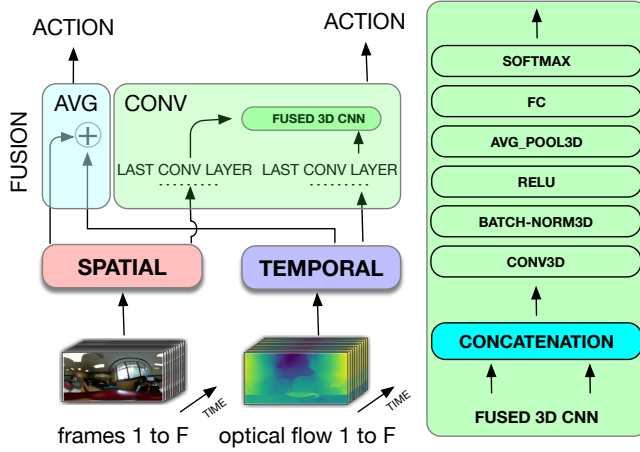 ACTION
ACTION
FUSION
AVG
CONV
FUSED 3D CNN
LAST CONV LAYER
LAST CONV LAYER
SPATIAL
TEMPORAL
TIME
TIME
frames 1 to F
optical flow 1 to F
SOFTMAX
FC
AVG_POOL3D
RELU
BATCH-NORM3D
CONV3D
CONCATENATION
FUSED 3D CNN